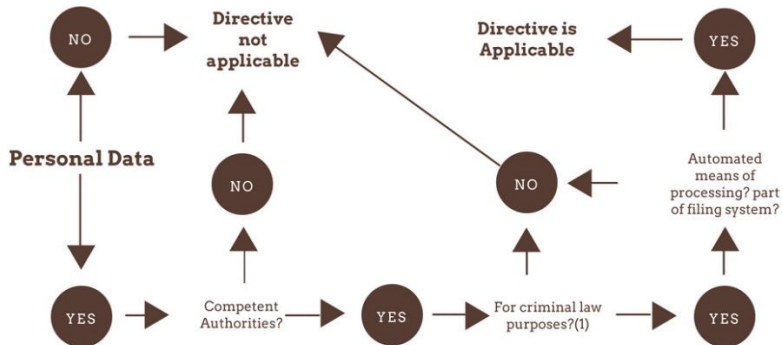 NO
Directive
not
applicable
Directive is
Applicable
YES
Personal Data
NO
NO
Automated
means of
processing? part
of filing system?
YES
Competent
Authorities?
YES
For criminal law
purposes?(1)
YES